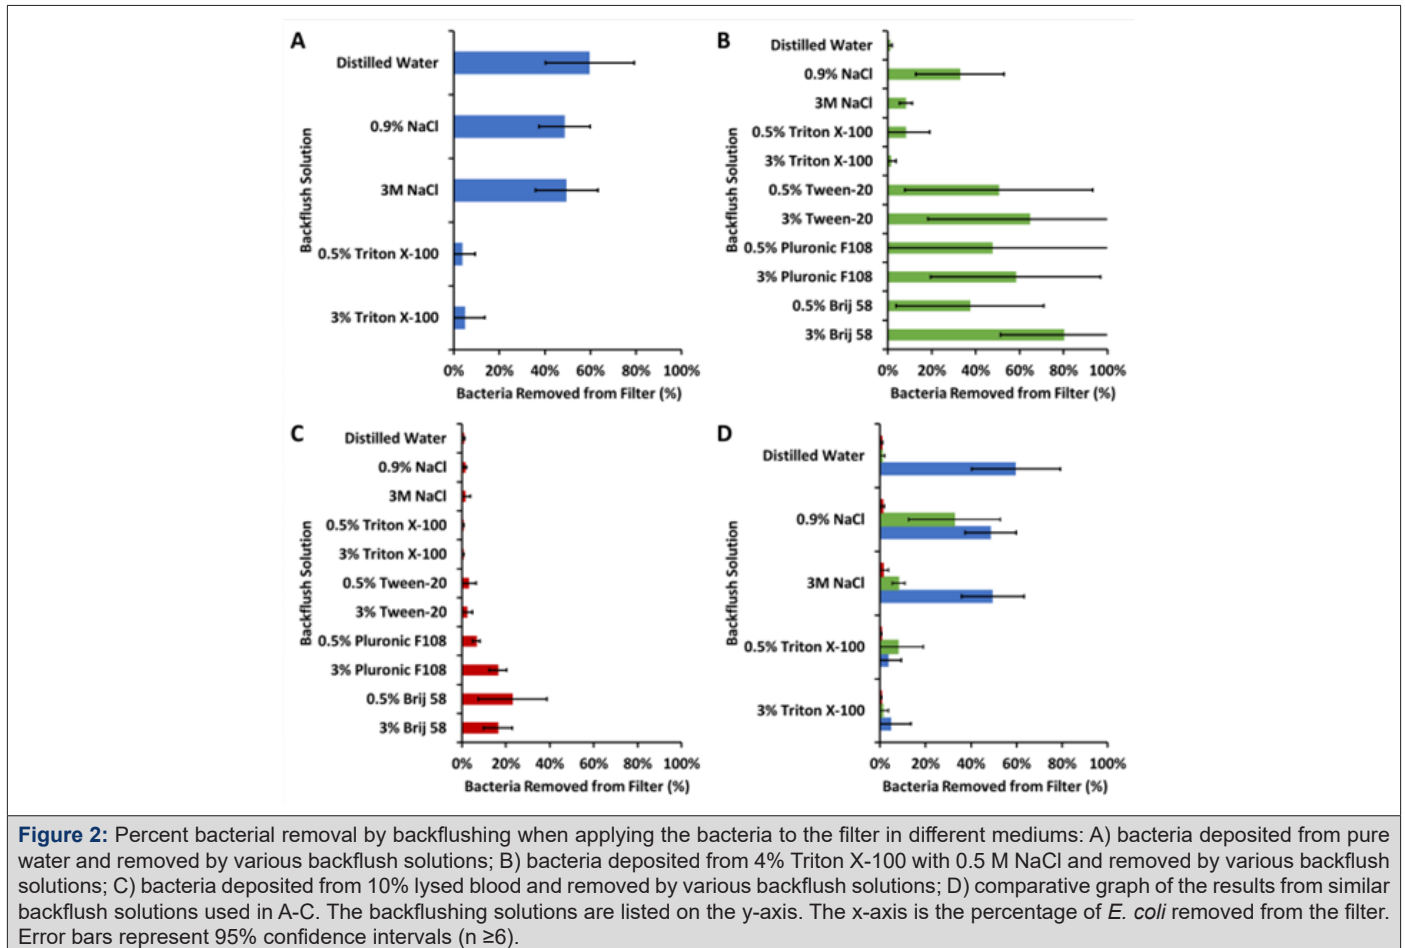 A
Backflush Solution
Distilled Water
0.9% NaCl
3M NaCl
0.5% Triton X-100
3% Triton X-100
0% 20% 40% 60% 80% 100%
Bacteria Removed from Filter (%)
B
Backflush Solution
Distilled Water
0.9% NaCl
3M NaCl
0.5% Triton X-100
3% Triton X-100
0.5% Tween-20
3% Tween-20
0.5% Pluronic F108
3% Pluronic F108
0.5% Brij 58
3% Brij 58
0% 20% 40% 60% 80% 100%
Bacteria Removed from Filter (%)
C
Backflush Solution
Distilled Water
0.9% NaCl
3M NaCl
0.5% Triton X-100
3% Triton X-100
0.5% Tween-20
3% Tween-20
0.5% Pluronic F108
3% Pluronic F108
0.5% Brij 58
3% Brij 58
0% 20% 40% 60% 80% 100%
Bacteria Removed from Filter (%)
D
Backflush Solution
Distilled Water
0.9% NaCl
3M NaCl
0.5% Triton X-100
3% Triton X-100
0% 20% 40% 60% 80% 100%
Bacteria Removed from Filter (%)
Figure 2: Percent bacterial removal by backflushing when applying the bacteria to the filter in different mediums: A) bacteria deposited from pure
water and removed by various backflush solutions; B) bacteria deposited from 4% Triton X-100 with 0.5 M NaCl and removed by various backflush
solutions; C) bacteria deposited from 10% lysed blood and removed by various backflush solutions; D) comparative graph of the results from similar
backflush solutions used in A-C. The backflushing solutions are listed on the y-axis. The x-axis is the percentage of E. coli removed from the filter.
Error bars represent 95% confidence intervals (n ≥6).